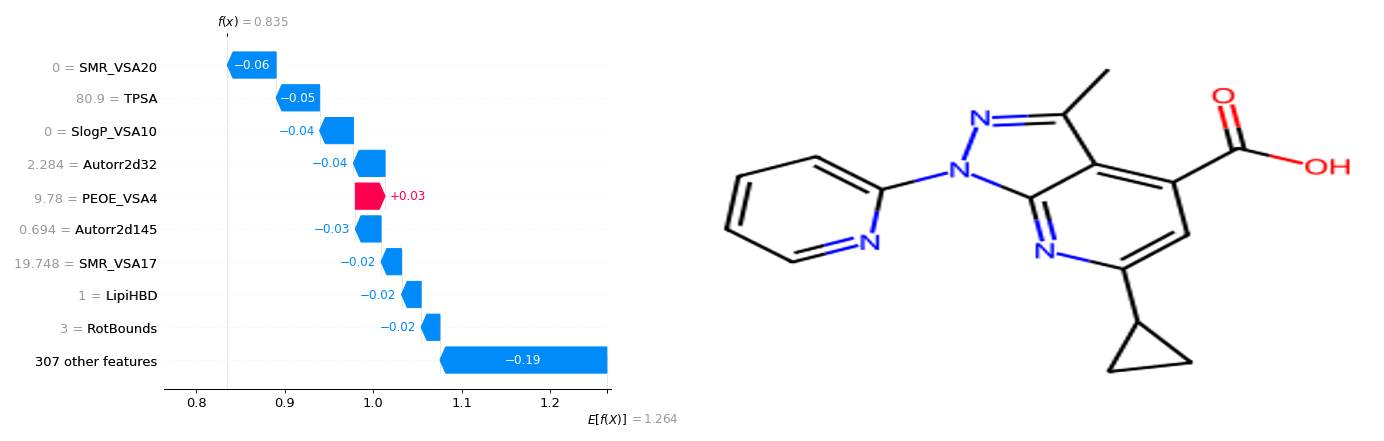 f(x) = 0.835
0 = SMR_VSA20
−0.06
80.9 = TPSA
−0.05
0 = SlogP_VSA10
−0.04
2.284 = Autorr2d32
−0.04
9.78 = PEOE_VSA4
+0.03
0.694 = Autorr2d145
−0.03
19.748 = SMR_VSA17
−0.02
1 = LipiHBD
−0.02
3 = RotBounds
−0.02
307 other features
−0.19
0.8 0.9 1.0 1.1 1.2
E[f(X)] = 1.264
O
N
N
OH
N
N